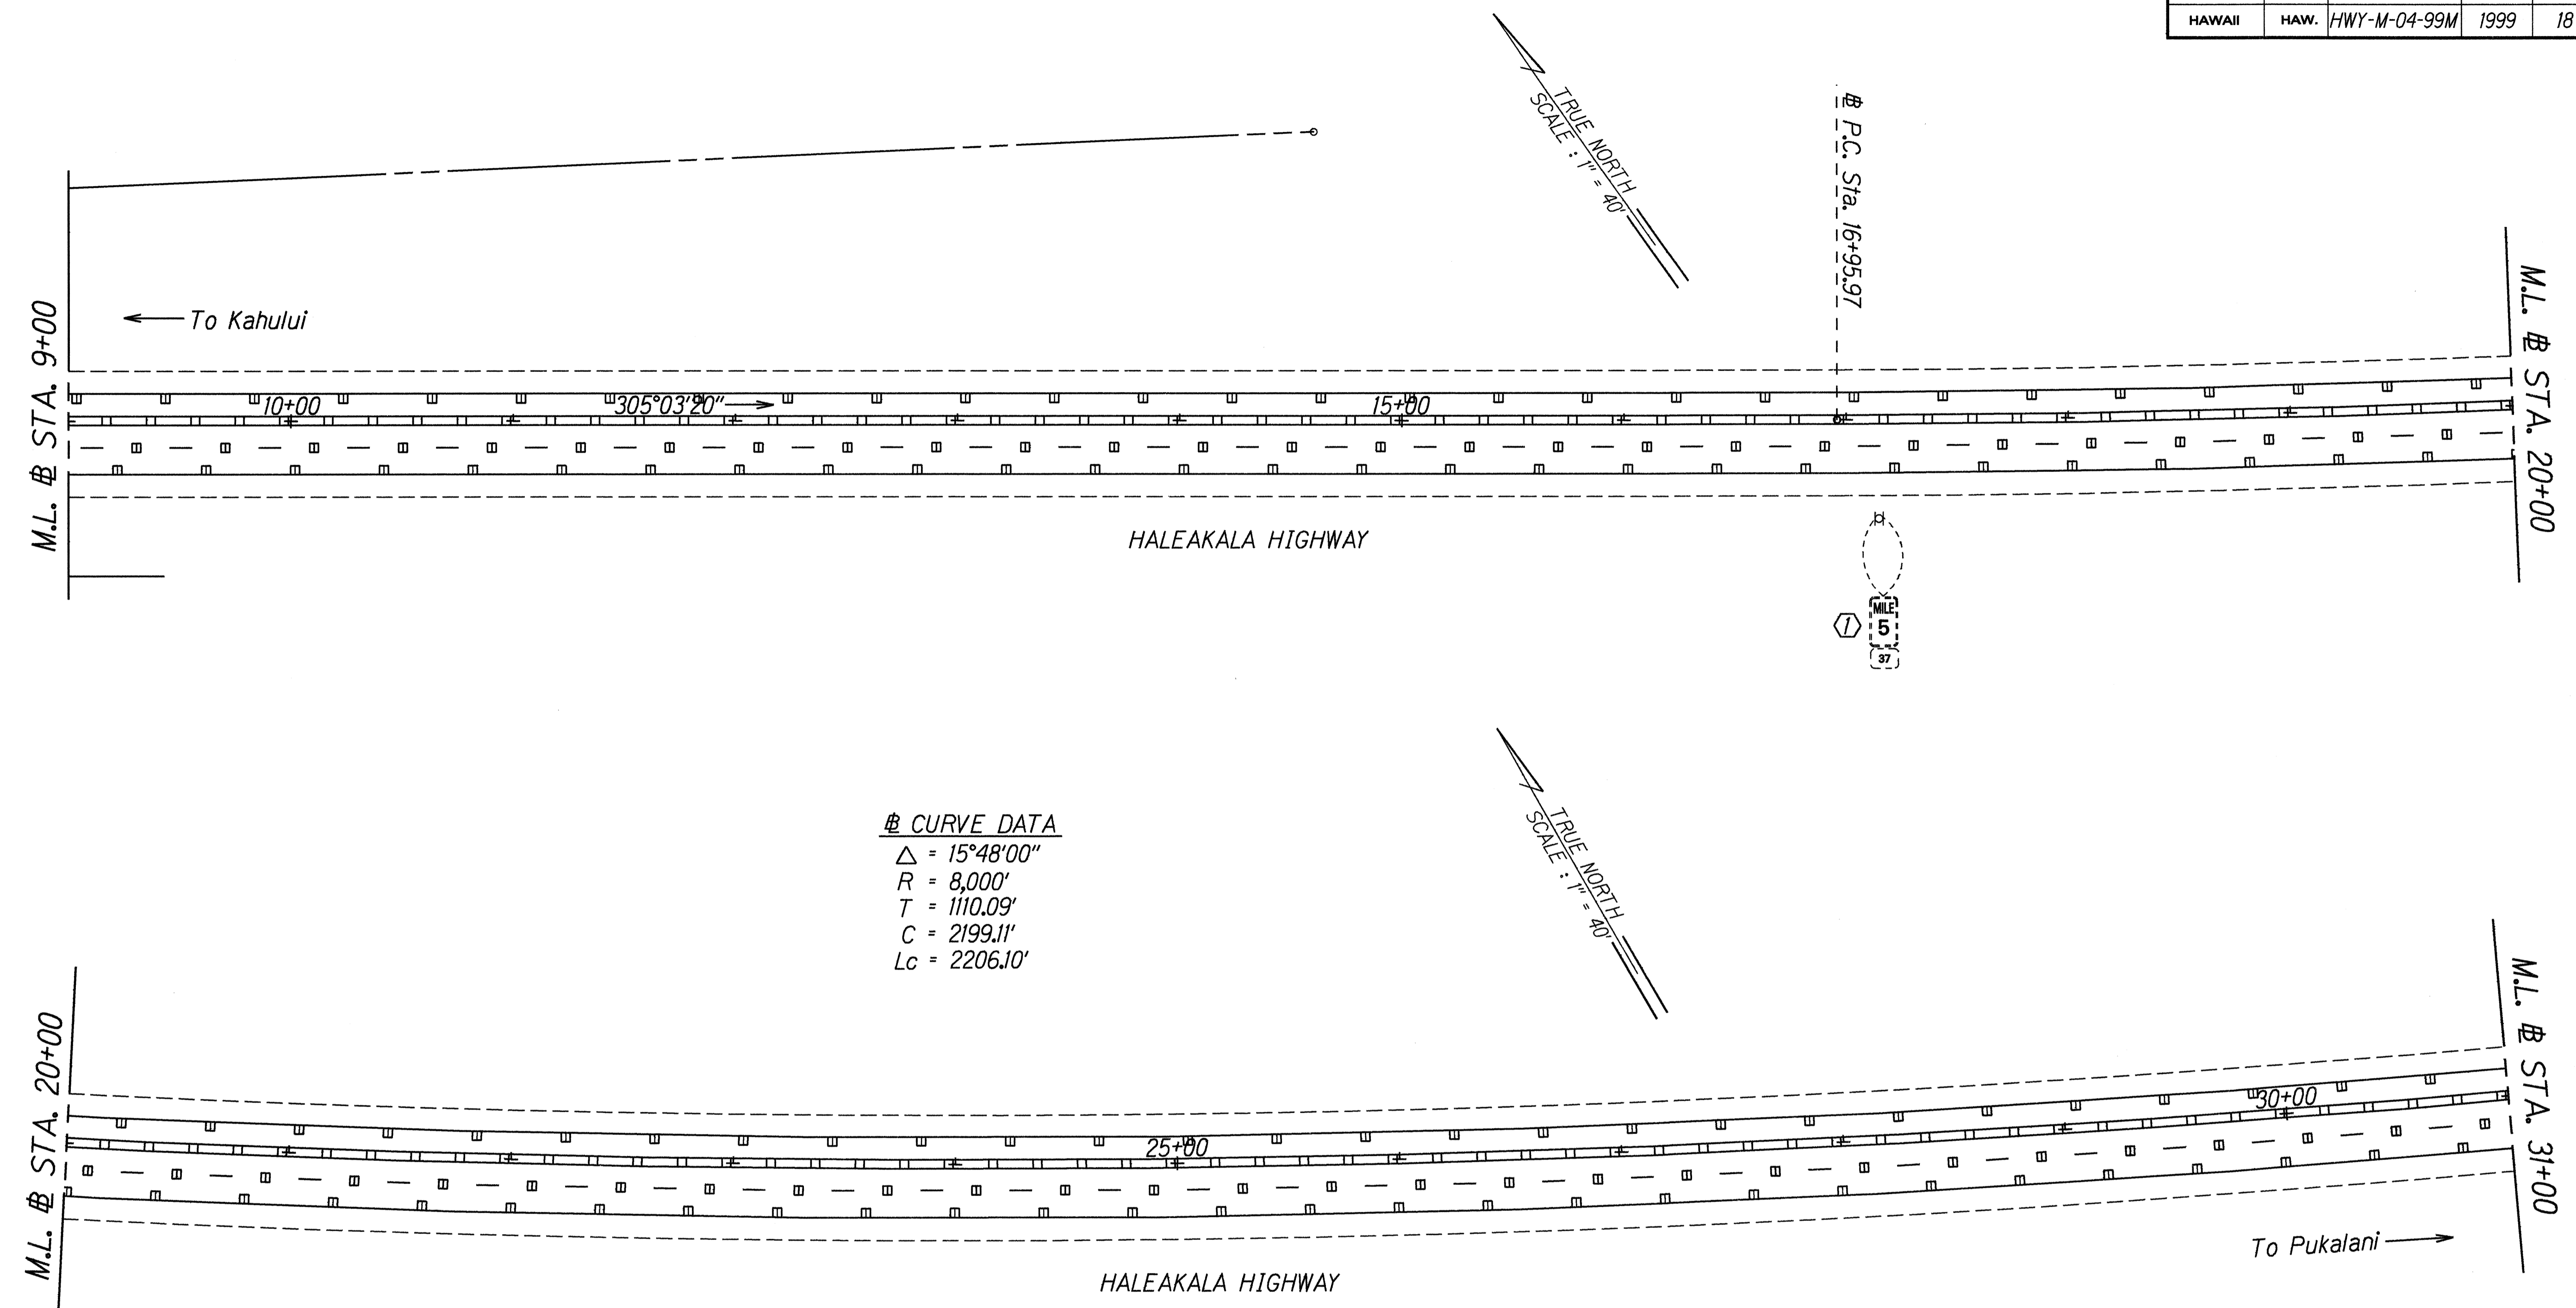 HAWAII HAW. HWY-M-04-99M 1999 18
TRUE NORTH
SCALE : 1" = 40'
℄ P.C. Sta. 16+95.97
To Kahului
M.L. ℄ STA. 9+00
10+00
305°03'20"
15+00
M.L. ℄ STA. 20+00
HALEAKALA HIGHWAY
1
MILE
5
37
℄ CURVE DATA
△ = 15°48'00"
R = 8,000'
T = 1110.09'
C = 2199.11'
Lc = 2206.10'
TRUE NORTH
SCALE : 1" = 40'
M.L. ℄ STA. 20+00
25+00
30+00
M.L. ℄ STA. 31+00
To Pukalani
HALEAKALA HIGHWAY